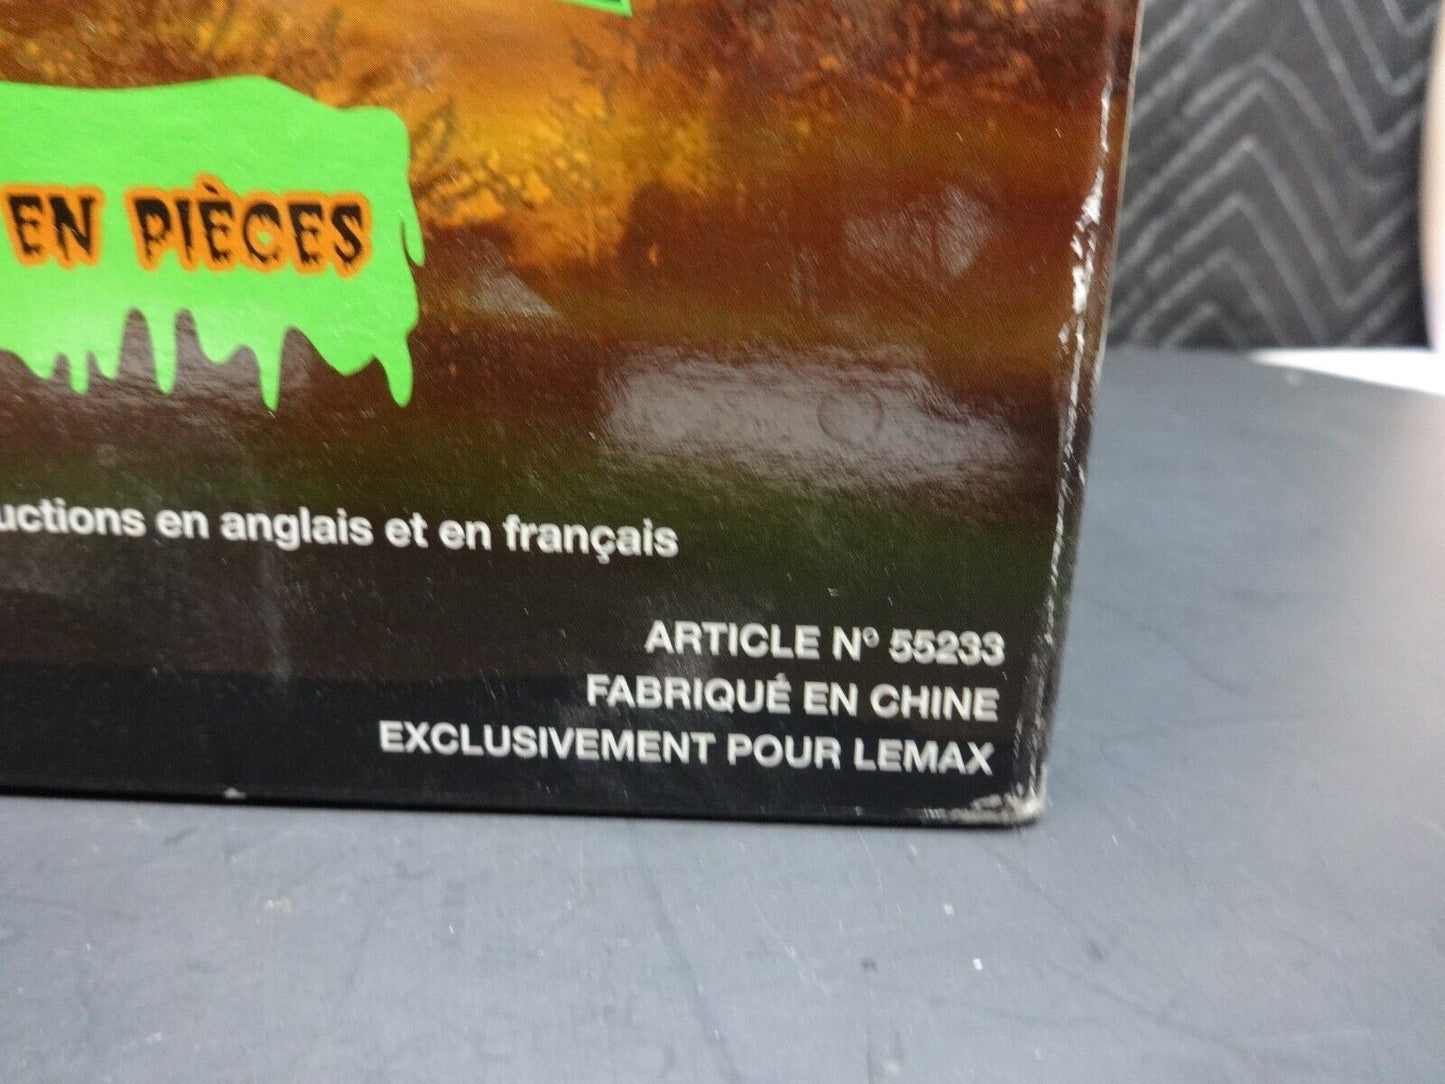 EN PIÈCES
uctions en anglais et en français
ARTICLE Nº 55233
FABRIQUÉ EN CHINE
EXCLUSIVEMENT POUR LEMAX